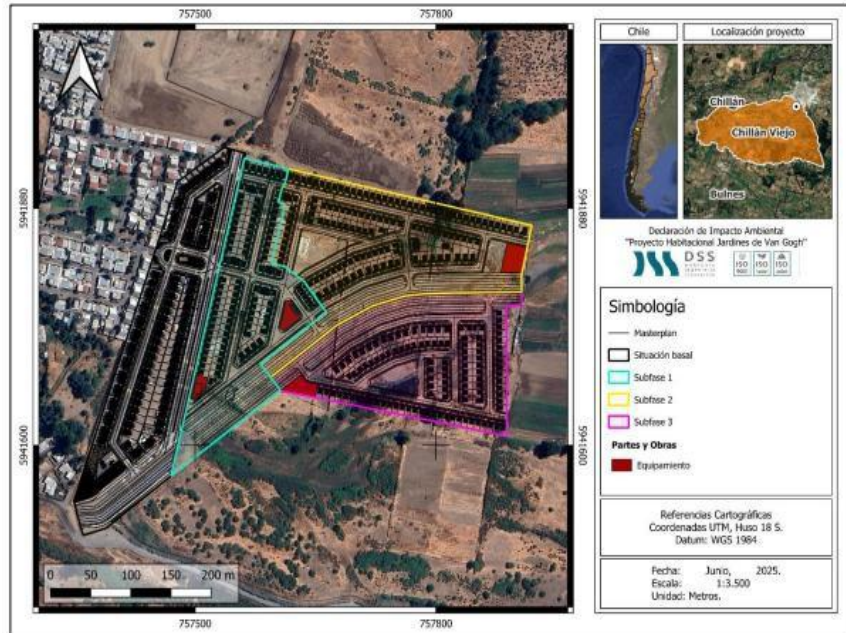 757500
757800
5941880
5941600
5941880
5941600
0 50 100 150 200 m
757500
757800
Chile
Localización proyecto
Chillán
Chillán Viejo
Bulnes
Declaración de Impacto Ambiental
"Proyecto Habitacional Jardines de Van Gogh"
DSS
ISO
ISO
ISO
Simbología
Masterplan
Situación basal
Subfase 1
Subfase 2
Subfase 3
Partes y Obras
Equipamiento
Referencias Cartográficas
Coordenadas UTM, Huso 18 S.
Datum: WGS 1984
Fecha: Junio, 2025.
Escala: 1:3.500
Unidad: Metros.